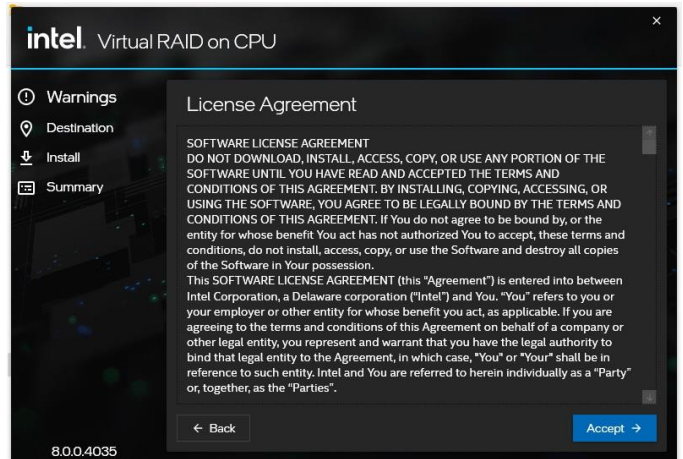 intel. Virtual RAID on CPU
Warnings
Destination
Install
Summary
8.0.0.4035
License Agreement
SOFTWARE LICENSE AGREEMENT
DO NOT DOWNLOAD, INSTALL, ACCESS, COPY, OR USE ANY PORTION OF THE
SOFTWARE UNTIL YOU HAVE READ AND ACCEPTED THE TERMS AND
CONDITIONS OF THIS AGREEMENT. BY INSTALLING, COPYING, ACCESSING, OR
USING THE SOFTWARE, YOU AGREE TO BE LEGALLY BOUND BY THE TERMS AND
CONDITIONS OF THIS AGREEMENT. If You do not agree to be bound by, or the
entity for whose benefit You act has not authorized You to accept, these terms and
conditions, do not install, access, copy, or use the Software and destroy all copies
of the Software in Your possession.
This SOFTWARE LICENSE AGREEMENT (this “Agreement”) is entered into between
Intel Corporation, a Delaware corporation (“Intel”) and You. “You” refers to you or
your employer or other entity for whose benefit you act, as applicable. If you are
agreeing to the terms and conditions of this Agreement on behalf of a company or
other legal entity, you represent and warrant that you have the legal authority to
bind that legal entity to the Agreement, in which case, "You" or "Your" shall be in
reference to such entity. Intel and You are referred to herein individually as a “Party”
or, together, as the “Parties”.
← Back
Accept →